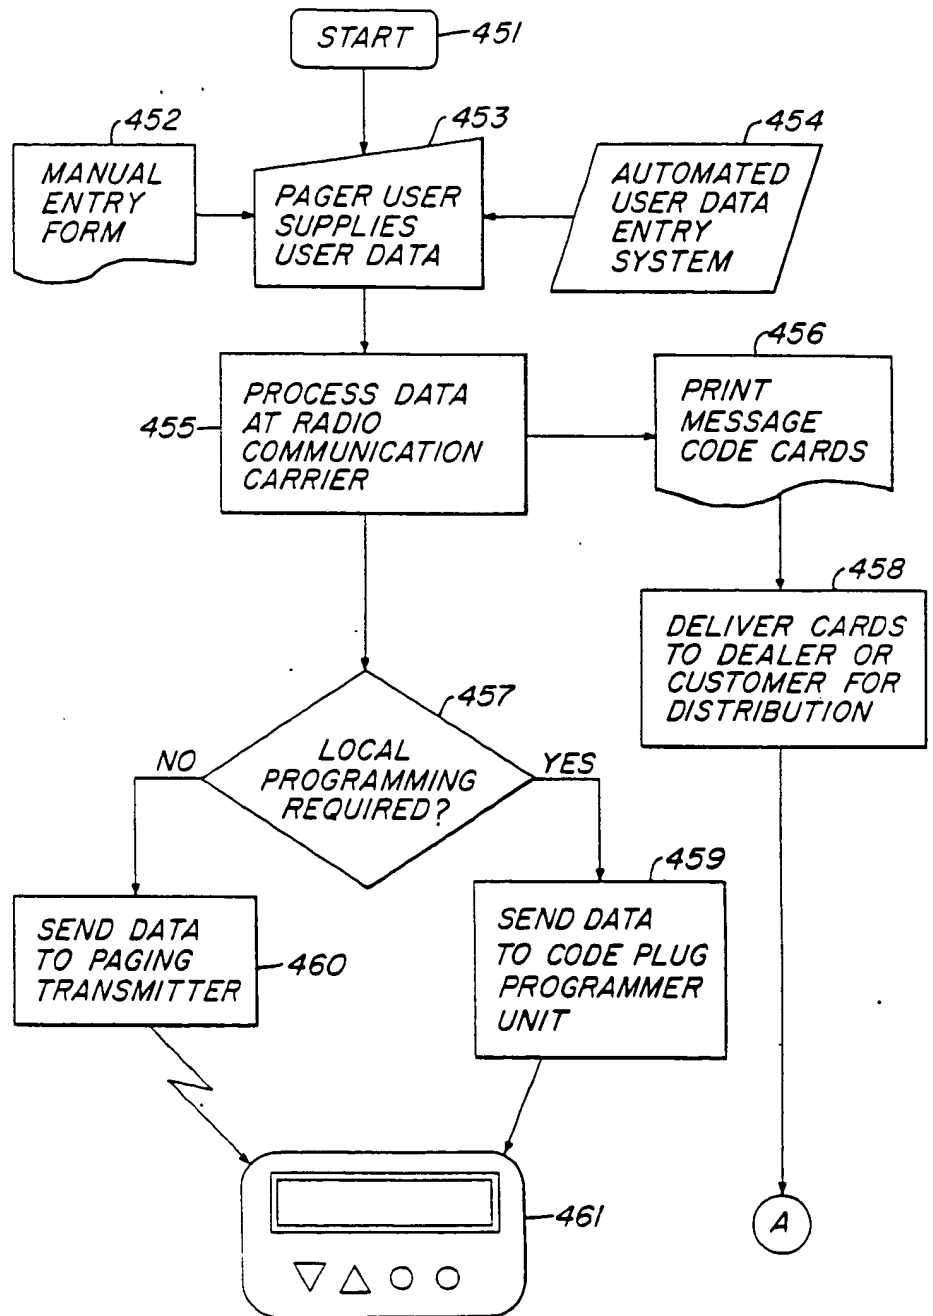 START
451
452
MANUAL
ENTRY
FORM
453
PAGER USER
SUPPLIES
USER DATA
454
AUTOMATED
USER DATA
ENTRY
SYSTEM
455
PROCESS DATA
AT RADIO
COMMUNICATION
CARRIER
456
PRINT
MESSAGE
CODE CARDS
458
DELIVER CARDS
TO DEALER OR
CUSTOMER FOR
DISTRIBUTION
457
LOCAL
PROGRAMMING
REQUIRED?
NO
YES
SEND DATA
TO PAGING
TRANSMITTER
460
459
SEND DATA
TO CODE PLUG
PROGRAMMER
UNIT
461
A